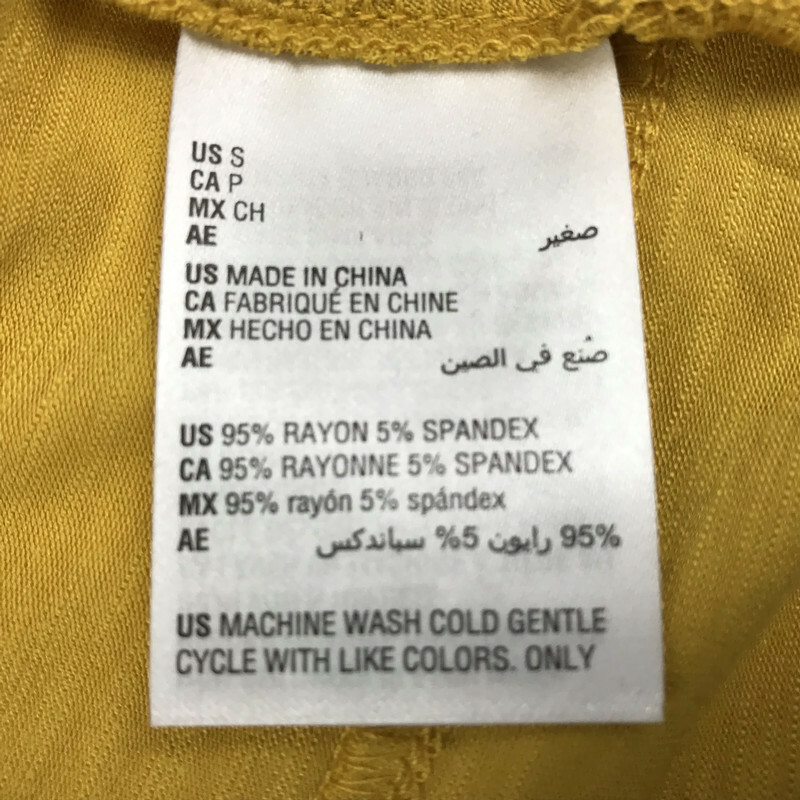 US S
CA P
MX CH
AE صغير
US MADE IN CHINA
CA FABRIQUÉ EN CHINE
MX HECHO EN CHINA
AE صُنع في الصين
US 95% RAYON 5% SPANDEX
CA 95% RAYONNE 5% SPANDEX
MX 95% rayón 5% spándex
AE 95% رايون 5% سباندكس
US MACHINE WASH COLD GENTLE
CYCLE WITH LIKE COLORS. ONLY